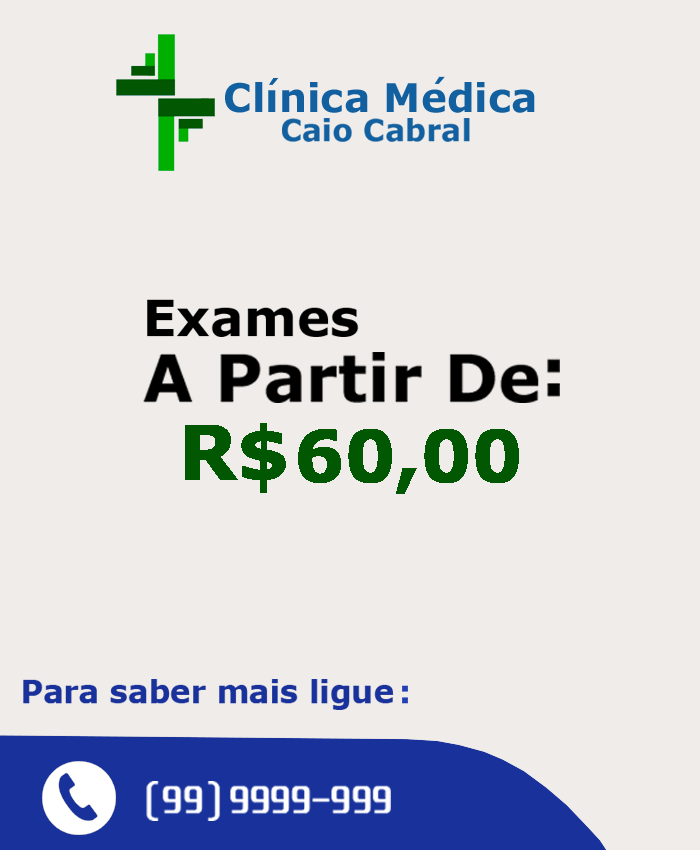 Clínica Médica
Caio Cabral
Exames
A Partir De:
R$60,00
Para saber mais ligue:
(99) 9999-999